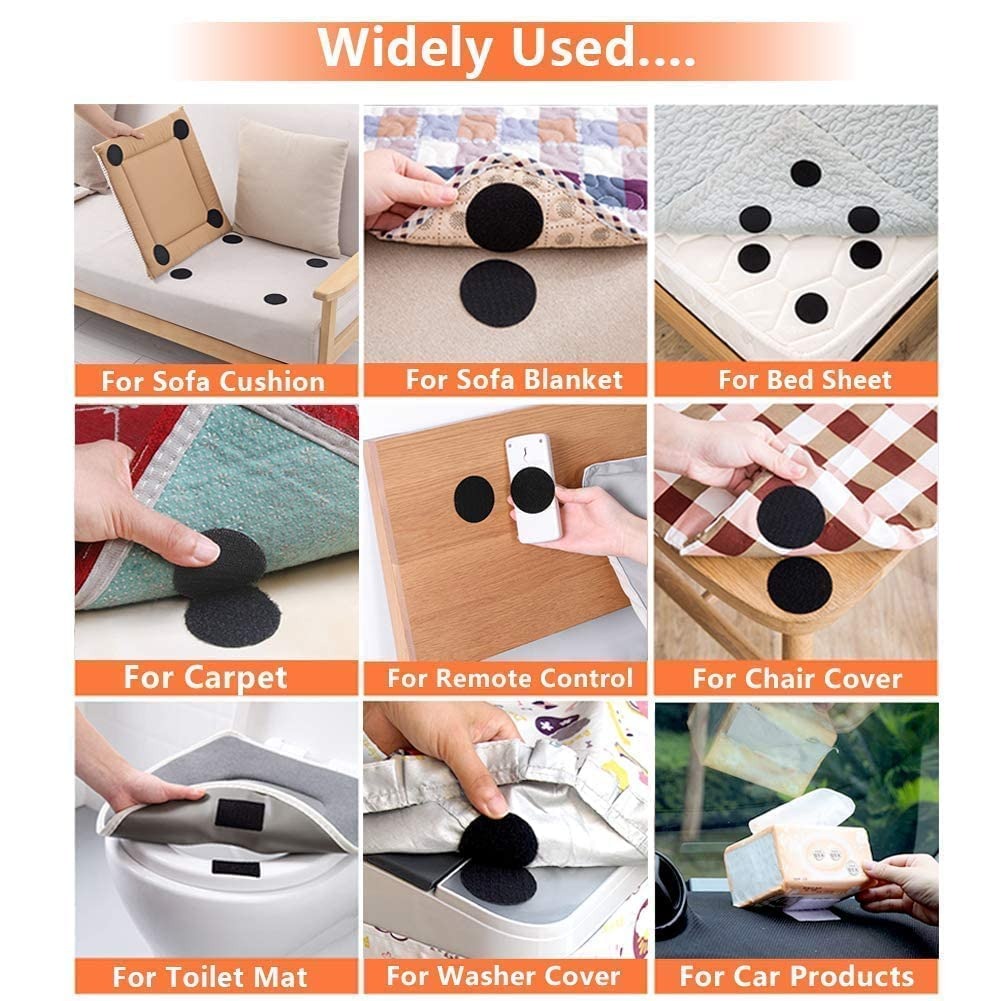 Widely Used....
For Sofa Cushion
For Sofa Blanket
For Bed Sheet
For Carpet
For Remote Control
For Chair Cover
For Toilet Mat
For Washer Cover
For Car Products